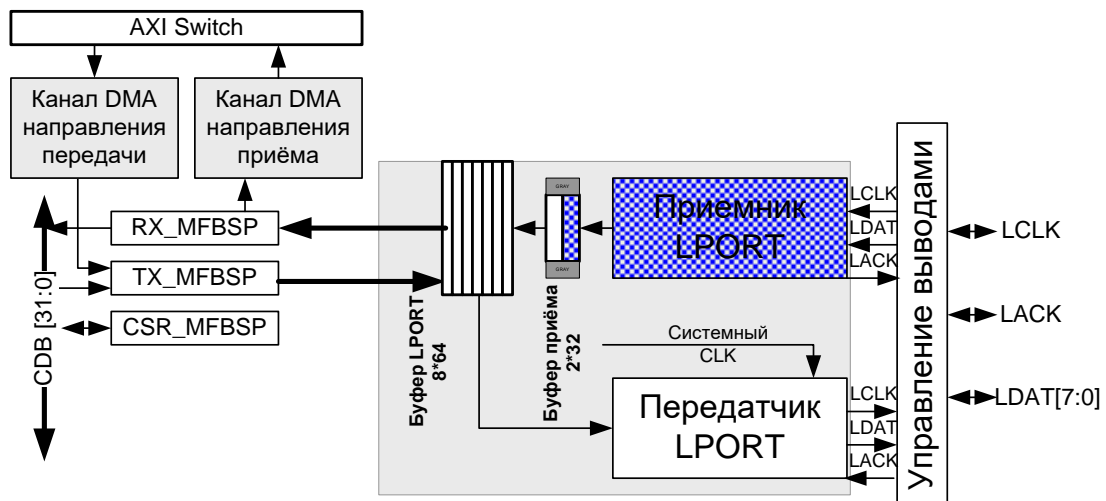 AXI Switch
Канал DMA
направления
передачи
Канал DMA
направления
приёма
RX_MFBSP
TX_MFBSP
CSR_MFBSP
CDB [31:0]
Буфер LPORT
8*64
GRAY
GRAY
Буфер приёма
2*32
Приемник
LPORT
LCLK
LDAT
LACK
Системный
CLK
Передатчик
LPORT
LCLK
LDAT
LACK
Управление выводами
LCLK
LACK
LDAT[7:0]